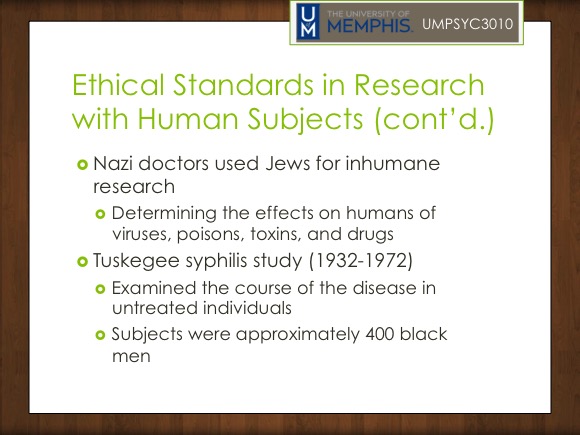 THE UNIVERSITY OF
UM MEMPHIS. UMPSYC3010
Ethical Standards in Research
with Human Subjects (cont’d.)
Nazi doctors used Jews for inhumane
research
Determining the effects on humans of
viruses, poisons, toxins, and drugs
Tuskegee syphilis study (1932-1972)
Examined the course of the disease in
untreated individuals
Subjects were approximately 400 black
men